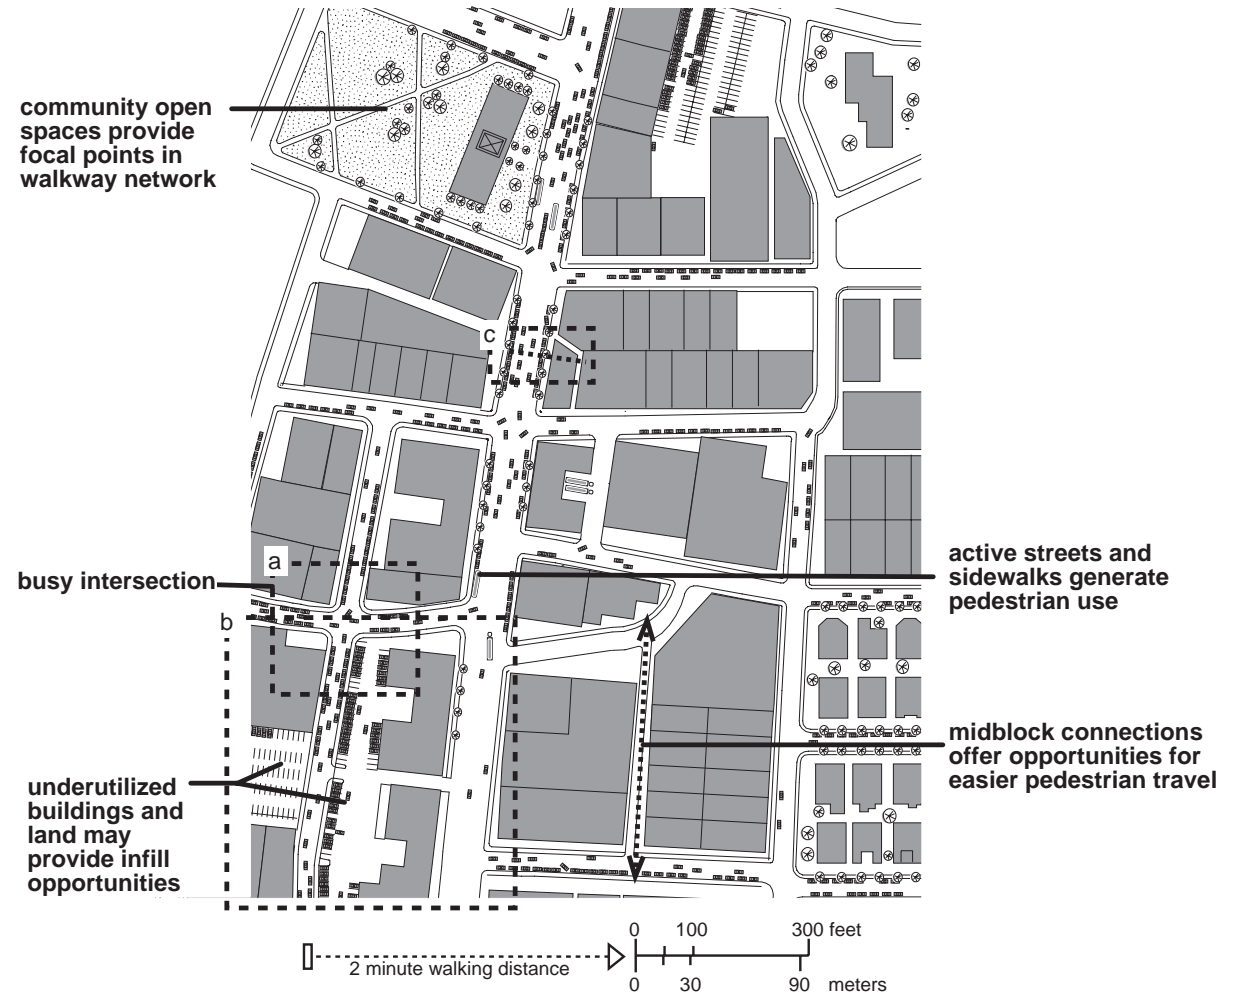 community open
spaces provide
focal points in
walkway network
c
a
busy intersection
b
active streets and
sidewalks generate
pedestrian use
midblock connections
offer opportunities for
easier pedestrian travel
underutilized
buildings and
land may
provide infill
opportunities
2 minute walking distance
0 100 300 feet
0 30 90 meters